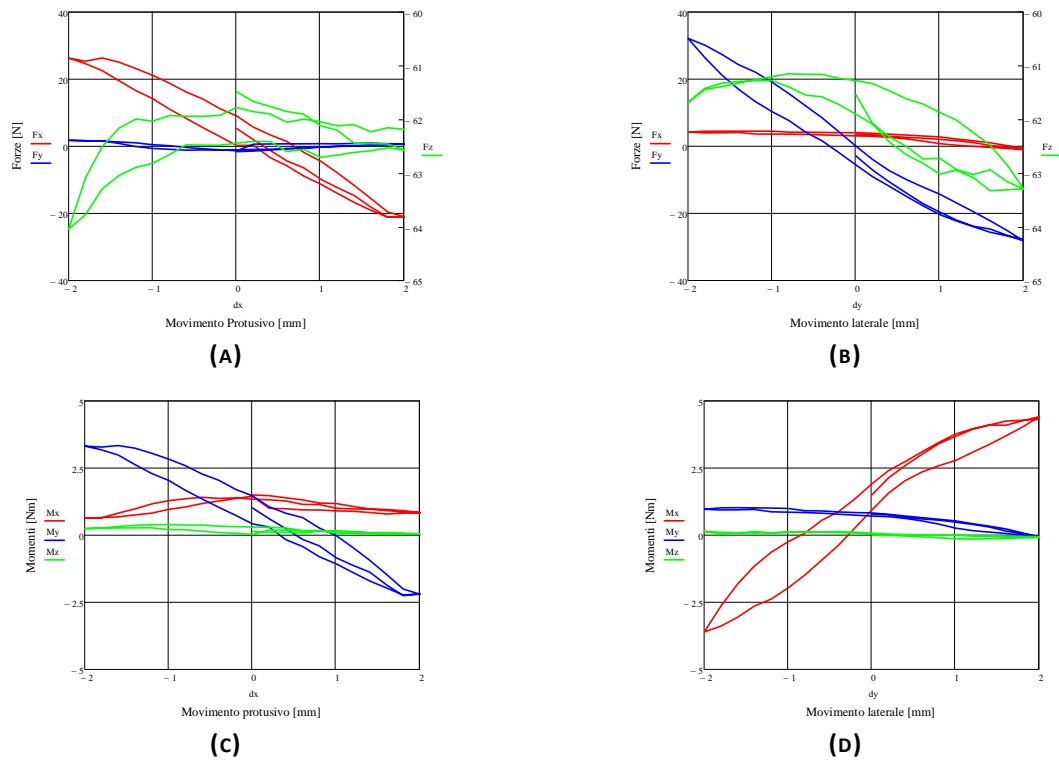 40
20
0
− 20
− 40
− 60
− 61
− 62
− 63
− 64
− 65
Forze [N]
Fx
Fy
Fz
− 2
− 1
0
1
2
dx
Movimento Protusivo [mm]
(A)
40
20
0
− 20
− 40
− 60
− 61
− 62
− 63
− 64
− 65
Forze [N]
Fx
Fy
Fz
− 2
− 1
0
1
2
dy
Movimento laterale [mm]
(B)
5
2.5
0
− 2.5
− 5
Momenti [Nm]
Mx
My
Mz
− 2
− 1
0
1
2
dx
Movimento protusivo [mm]
(C)
5
2.5
0
− 2.5
− 5
Momenti [Nm]
Mx
My
Mz
− 2
− 1
0
1
2
dy
Movimento laterale [mm]
(D)